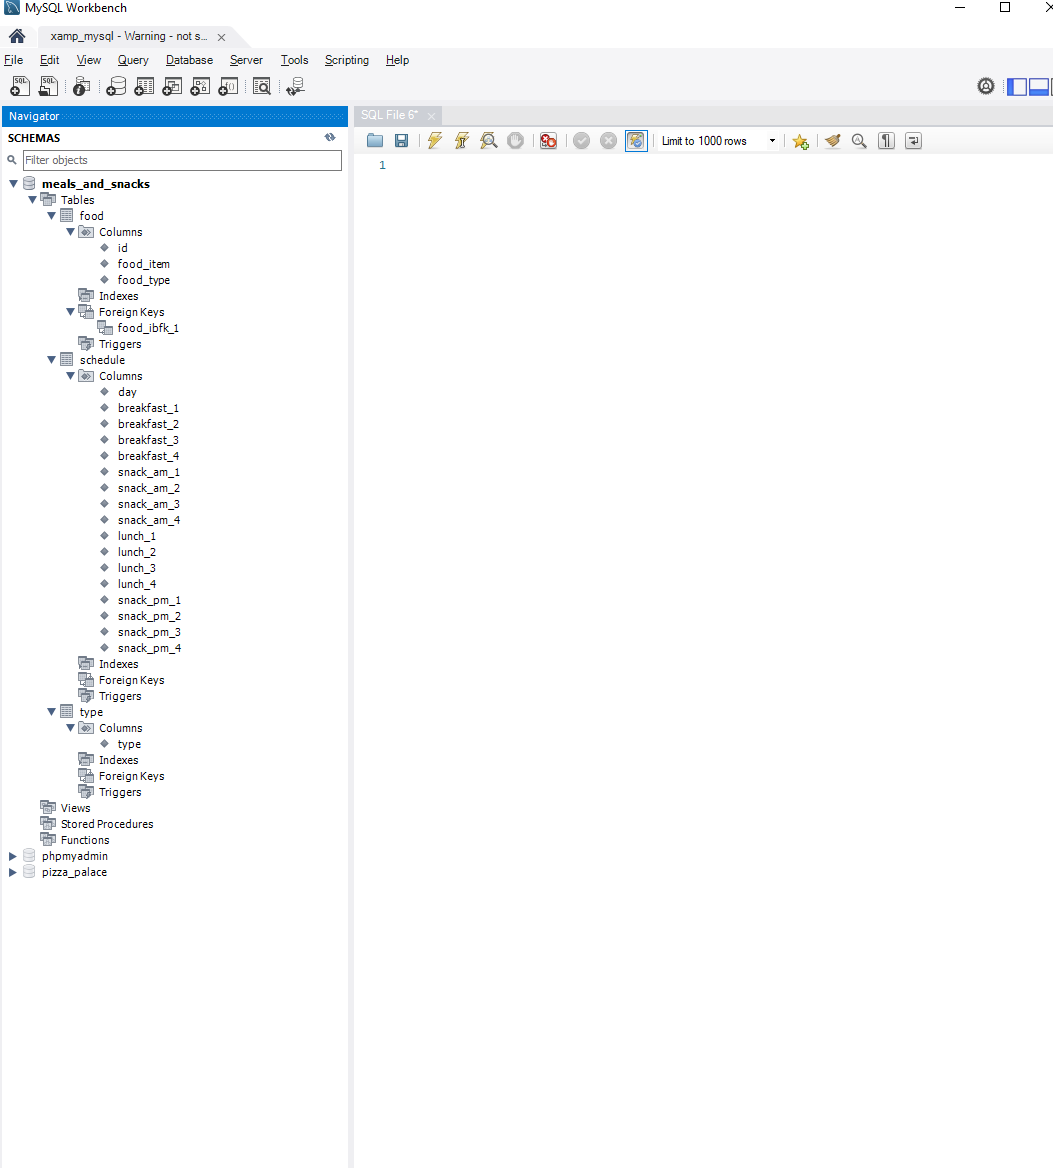 MySQL Workbench
xamp_mysql - Warning - not s...
File Edit View Query Database Server Tools Scripting Help
Navigator
SCHEMAS
Filter objects
meals_and_snacks
Tables
food
Columns
id
food_item
food_type
Indexes
Foreign Keys
food_ibfk_1
Triggers
schedule
Columns
day
breakfast_1
breakfast_2
breakfast_3
breakfast_4
snack_am_1
snack_am_2
snack_am_3
snack_am_4
lunch_1
lunch_2
lunch_3
lunch_4
snack_pm_1
snack_pm_2
snack_pm_3
snack_pm_4
Indexes
Foreign Keys
Triggers
type
Columns
type
Indexes
Foreign Keys
Triggers
Views
Stored Procedures
Functions
phpmyadmin
pizza_palace
SQL File 6*
Limit to 1000 rows
1